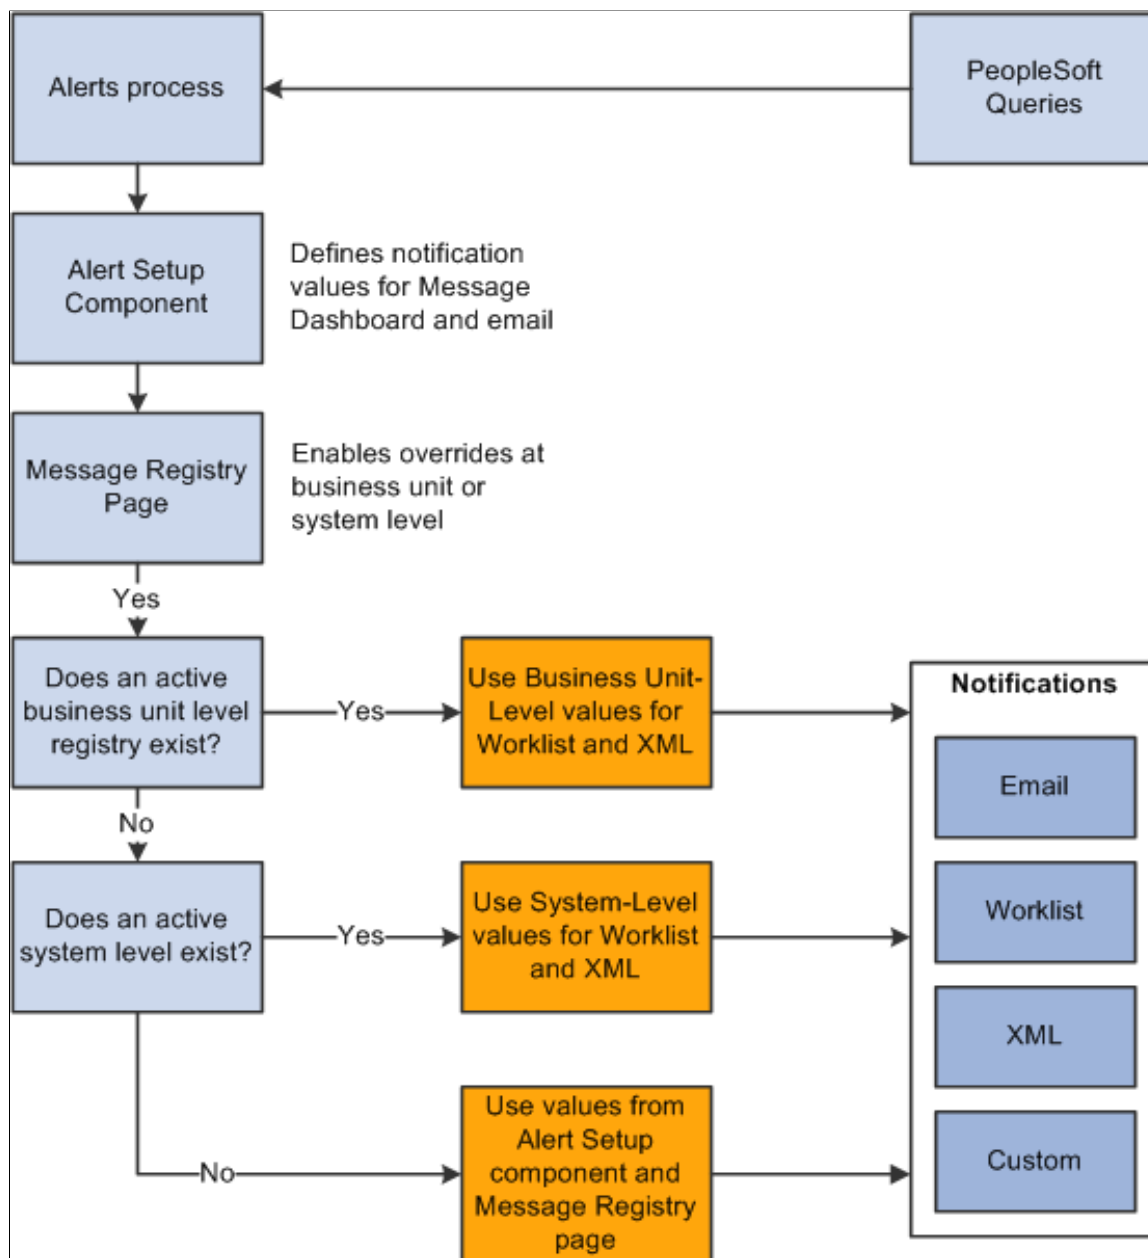 Alerts process
PeopleSoft
Queries
Alert Setup
Component
Defines notification
values for Message
Dashboard and email
Message Registry
Page
Enables overrides at
business unit or
system level
Yes
Does an active
business unit level
registry exist?
Yes
Use Business Unit-
Level values for
Worklist and XML
Notifications
Email
No
Worklist
Does an active
system level exist?
Yes
Use System-Level
values for Worklist
and XML
XML
No
Use values from
Alert Setup
component and
Message Registry
page
Custom